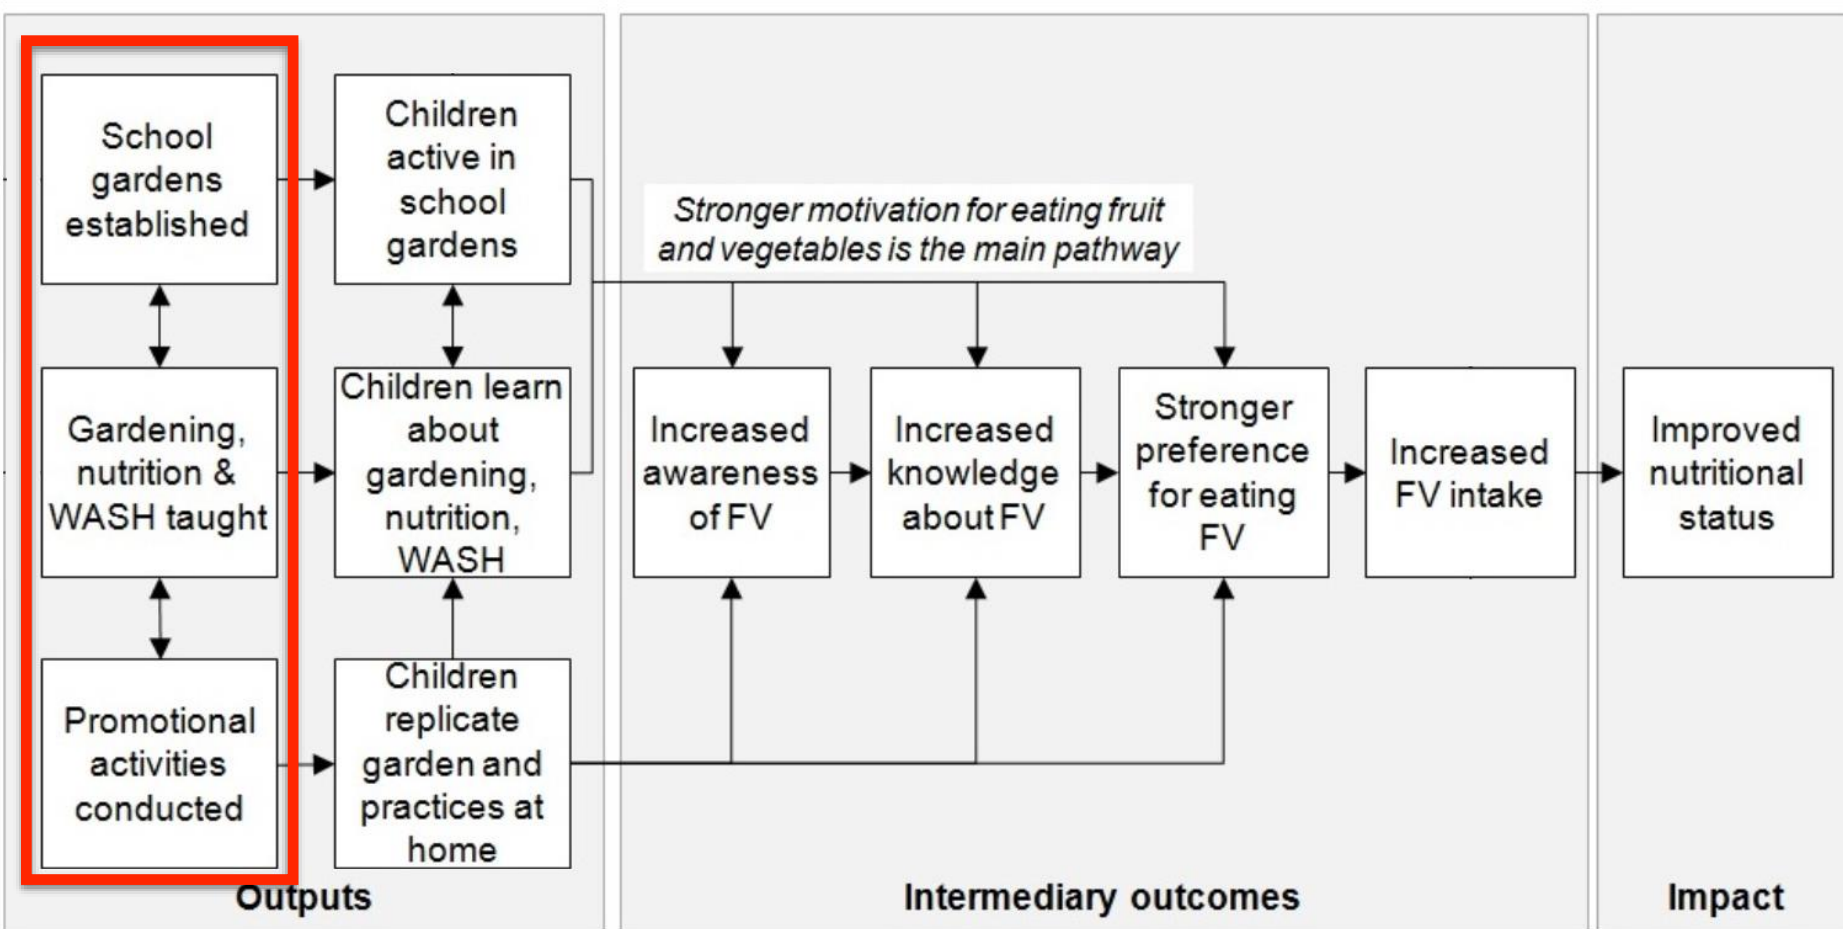 School
gardens
established
Children
active in
school
gardens
Stronger motivation for eating fruit
and vegetables is the main pathway
Gardening,
nutrition &
WASH taught
Children learn
about
gardening,
nutrition,
WASH
Increased
awareness
of FV
Increased
knowledge
about FV
Stronger
preference
for eating
FV
Increased
FV intake
Improved
nutritional
status
Promotional
activities
conducted
Children
replicate
garden and
practices at
home
Outputs
Intermediary outcomes
Impact